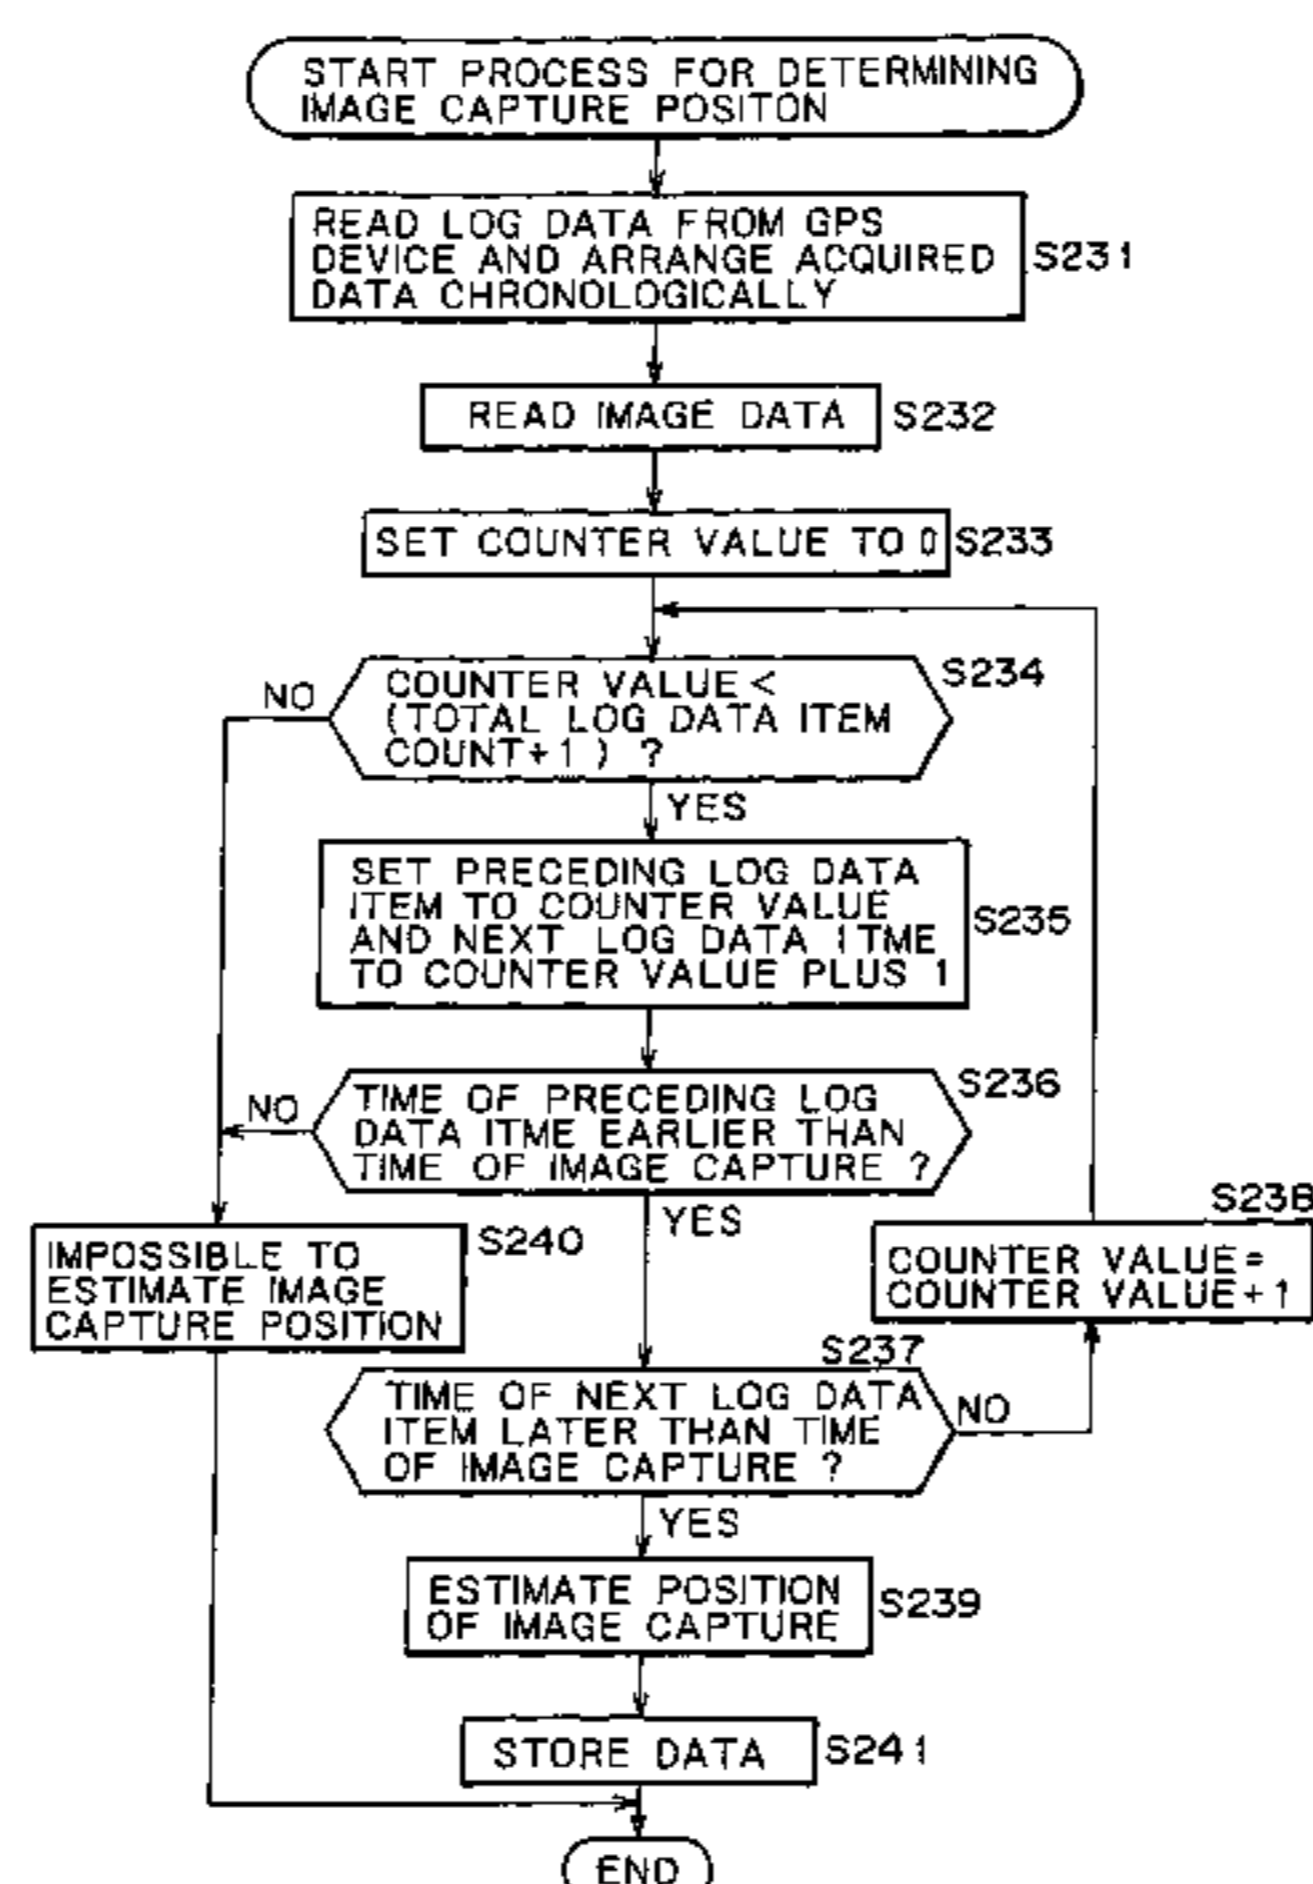 START PROCESS FOR DETERMINING
IMAGE CAPTURE POSITON
READ LOG DATA FROM GPS
DEVICE AND ARRANGE ACQUIRED
DATA CHRONOLOGICALLY
S231
READ IMAGE DATA
S232
SET COUNTER VALUE TO 0
S233
COUNTER VALUE <
(TOTAL LOG DATA ITEM
COUNT+1) ?
S234
NO
YES
SET PRECEDING LOG DATA
ITEM TO COUNTER VALUE
AND NEXT LOG DATA ITME
TO COUNTER VALUE PLUS 1
S235
TIME OF PRECEDING LOG
DATA ITME EARLIER THAN
TIME OF IMAGE CAPTURE ?
S236
NO
YES
IMPOSSIBLE TO
ESTIMATE IMAGE
CAPTURE POSITION
S240
S238
COUNTER VALUE=
COUNTER VALUE+1
S237
TIME OF NEXT LOG DATA
ITEM LATER THAN TIME
OF IMAGE CAPTURE ?
NO
YES
ESTIMATE POSITION
OF IMAGE CAPTURE
S239
STORE DATA
S241
END